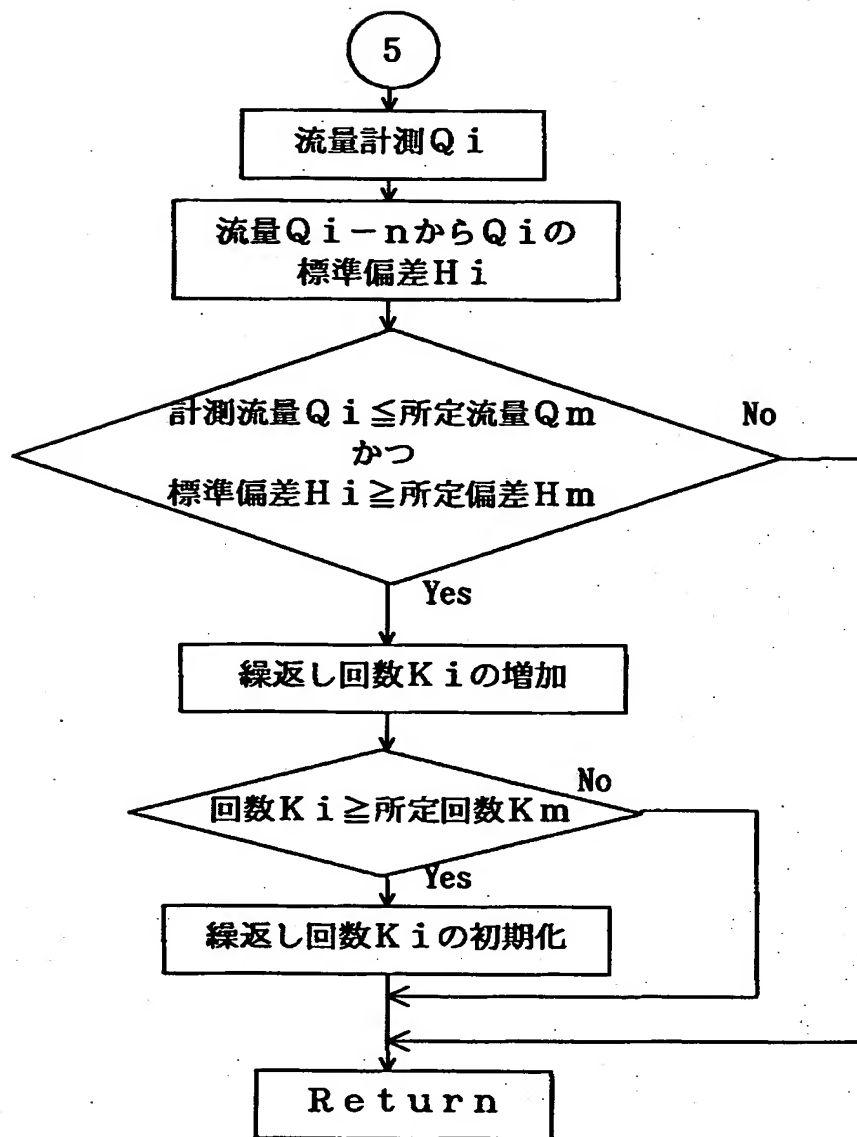 5
流量計測Ｑｉ
流量Ｑｉ－ｎからＱｉの
標準偏差Ｈｉ
計測流量Ｑｉ≦所定流量Ｑｍ
かつ
標準偏差Ｈｉ≧所定偏差Ｈｍ
No
Yes
繰返し回数Ｋｉの増加
回数Ｋｉ≧所定回数Ｋｍ
No
Yes
繰返し回数Ｋｉの初期化
Ｒｅｔｕｒｎ